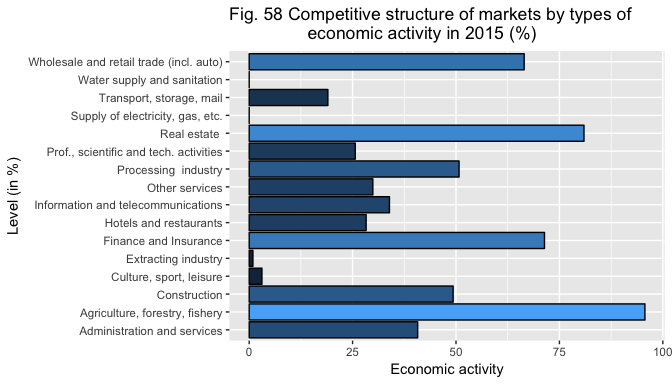 Fig. 58 Competitive structure of markets by types of
economic activity in 2015 (%)
Level (in %)
Wholesale and retail trade (incl. auto)
Water supply and sanitation
Transport, storage, mail
Supply of electricity, gas, etc.
Real estate
Prof., scientific and tech. activities
Processing industry
Other services
Information and telecommunications
Hotels and restaurants
Finance and Insurance
Extracting industry
Culture, sport, leisure
Construction
Agriculture, forestry, fishery
Administration and services
0 25 50 75 100
Economic activity